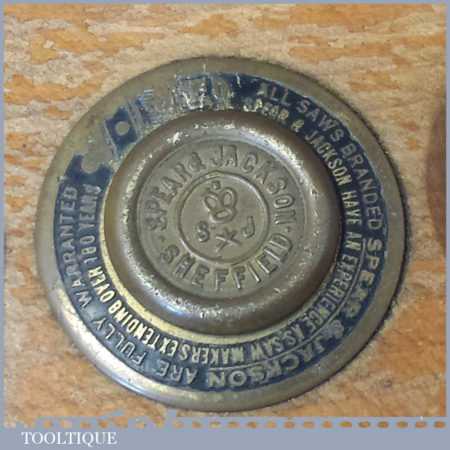 ALL SAWS BRANDED SPEAR & JACKSON ARE FULLY WARRANTED
SPEAR & JACKSON HAVE AN EXPERIENCE AS SAW MAKERS EXTENDING OVER 180 YEARS
SPEAR & JACKSON
S J
SHEFFIELD
TOOLTIQUE